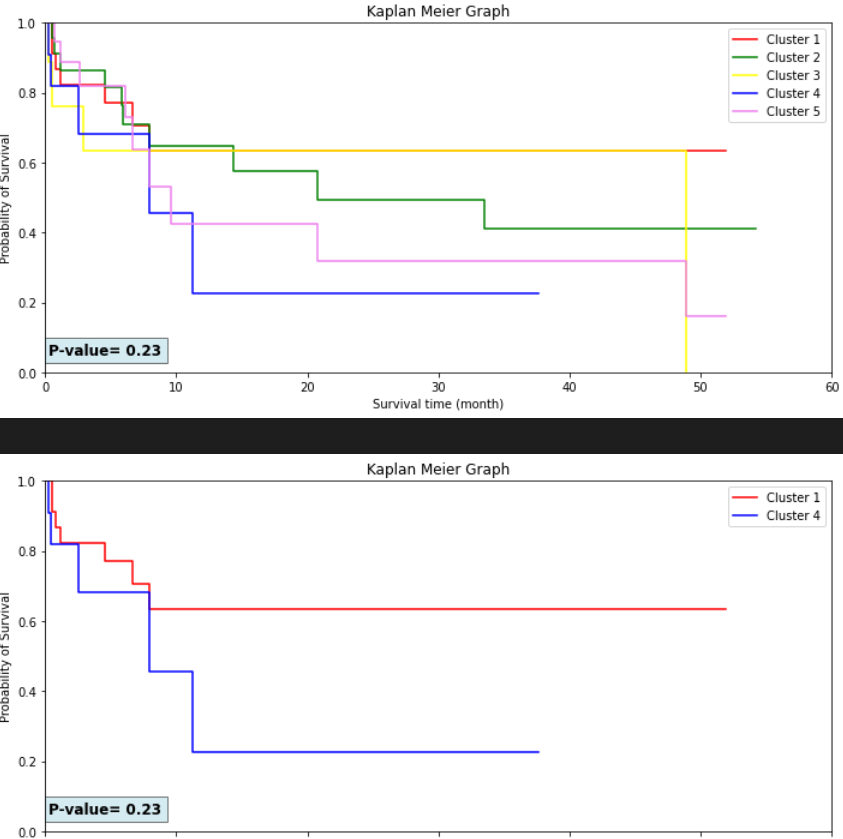 Kaplan Meier Graph
1.0
0.8
0.6
0.4
0.2
0.0
Probability of Survival
Cluster 1
Cluster 2
Cluster 3
Cluster 4
Cluster 5
P-value= 0.23
0
10
20
30
40
50
60
Survival time (month)
Kaplan Meier Graph
1.0
0.8
0.6
0.4
0.2
0.0
Probability of Survival
Cluster 1
Cluster 4
P-value= 0.23